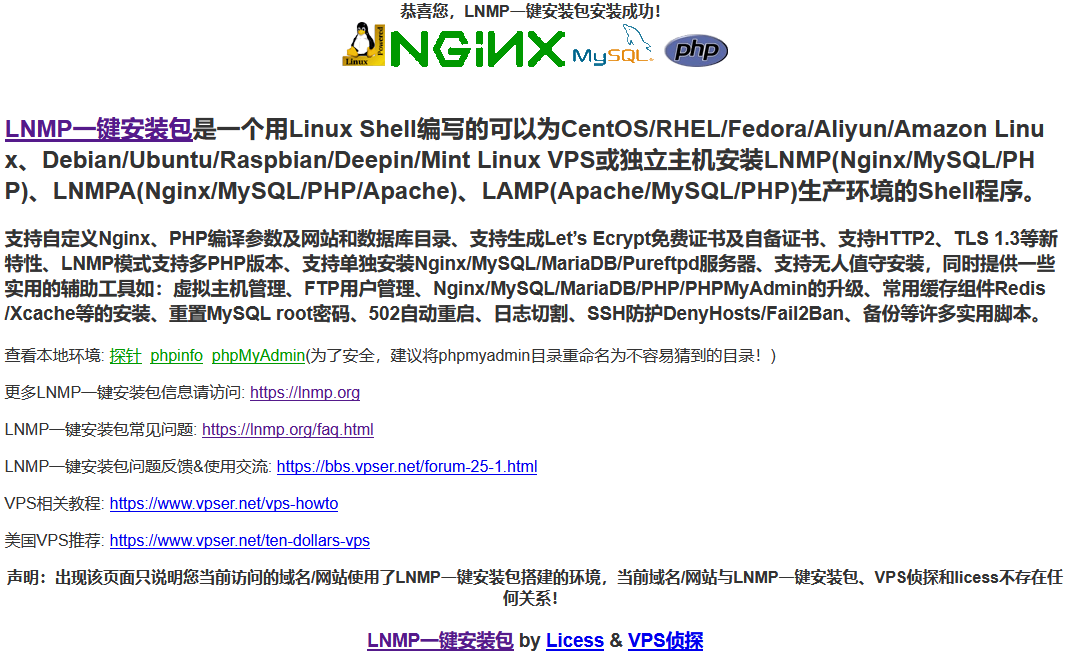 恭喜您，LNMP一键安装包安装成功！
Linux Powered NGINX MySQL php
LNMP一键安装包是一个用Linux Shell编写的可以为CentOS/RHEL/Fedora/Aliyun/Amazon Linu
x、Debian/Ubuntu/Raspbian/Deepin/Mint Linux VPS或独立主机安装LNMP(Nginx/MySQL/PH
P)、LNMPA(Nginx/MySQL/PHP/Apache)、LAMP(Apache/MySQL/PHP)生产环境的Shell程序。
支持自定义Nginx、PHP编译参数及网站和数据库目录、支持生成Let’s Ecrypt免费证书及自备证书、支持HTTP2、TLS 1.3等新
特性、LNMP模式支持多PHP版本、支持单独安装Nginx/MySQL/MariaDB/Pureftpd服务器、支持无人值守安装，同时提供一些
实用的辅助工具如：虚拟主机管理、FTP用户管理、Nginx/MySQL/MariaDB/PHP/PHPMyAdmin的升级、常用缓存组件Redis
/Xcache等的安装、重置MySQL root密码、502自动重启、日志切割、SSH防护DenyHosts/Fail2Ban、备份等许多实用脚本。
查看本地环境: 探针 phpinfo phpMyAdmin(为了安全，建议将phpmyadmin目录重命名为不容易猜到的目录！)
更多LNMP一键安装包信息请访问: https://lnmp.org
LNMP一键安装包常见问题: https://lnmp.org/faq.html
LNMP一键安装包问题反馈&使用交流: https://bbs.vpser.net/forum-25-1.html
VPS相关教程: https://www.vpser.net/vps-howto
美国VPS推荐: https://www.vpser.net/ten-dollars-vps
声明：出现该页面只说明您当前访问的域名/网站使用了LNMP一键安装包搭建的环境，当前域名/网站与LNMP一键安装包、VPS侦探和licess不存在任
何关系！
LNMP一键安装包 by Licess & VPS侦探